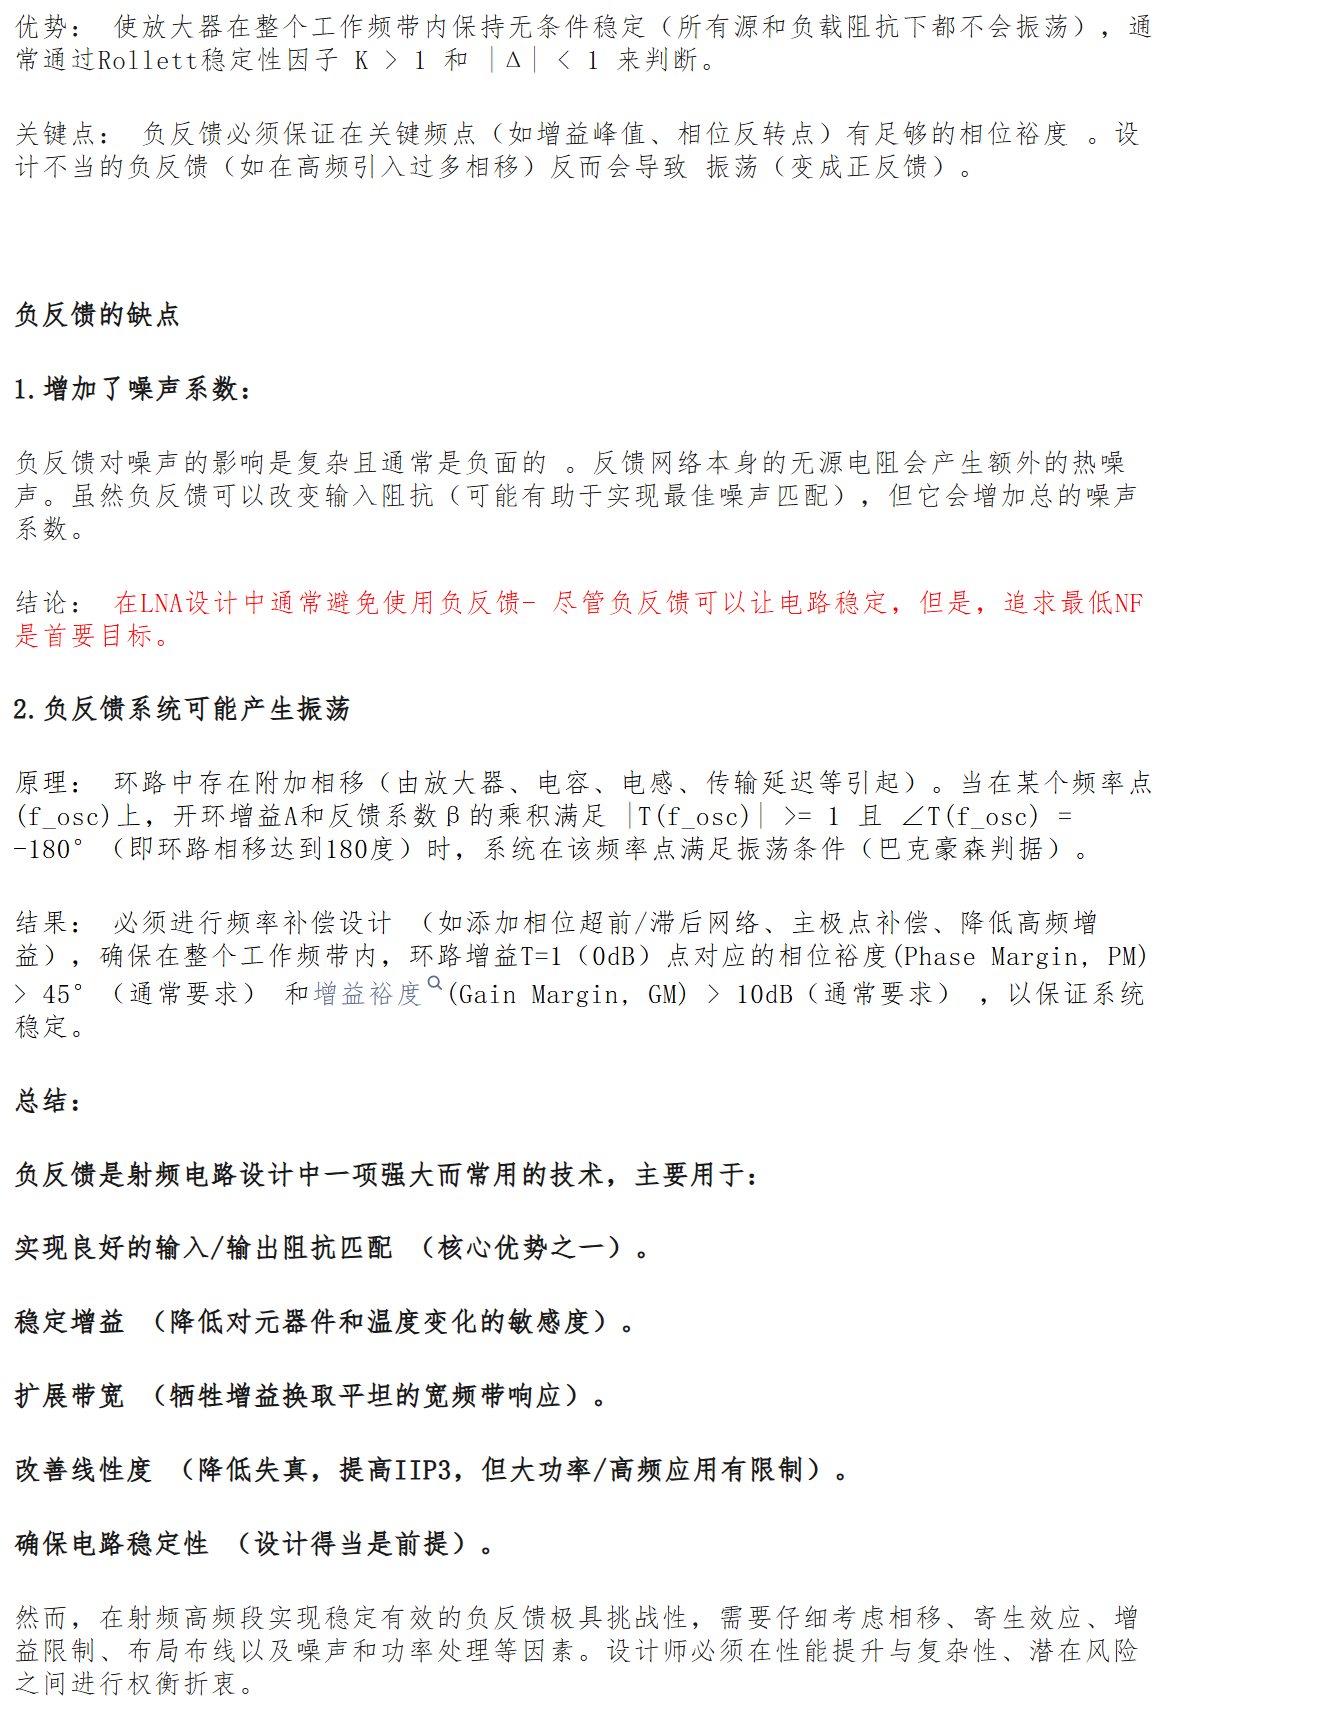 优势： 使放大器在整个工作频带内保持无条件稳定（所有源和负载阻抗下都不会振荡），通
常通过Rollett稳定性因子 K > 1 和 |Δ| < 1 来判断。
关键点： 负反馈必须保证在关键频点（如增益峰值、相位反转点）有足够的相位裕度 。设
计不当的负反馈（如在高频引入过多相移）反而会导致 振荡（变成正反馈）。
负反馈的缺点
1.增加了噪声系数：
负反馈对噪声的影响是复杂且通常是负面的 。反馈网络本身的无源电阻会产生额外的热噪
声。虽然负反馈可以改变输入阻抗（可能有助于实现最佳噪声匹配），但它会增加总的噪声
系数。
结论： 在LNA设计中通常避免使用负反馈- 尽管负反馈可以让电路稳定，但是，追求最低NF
是首要目标。
2.负反馈系统可能产生振荡
原理： 环路中存在附加相移（由放大器、电容、电感、传输延迟等引起）。当在某个频率点
(f_osc)上，开环增益A和反馈系数β的乘积满足 |T(f_osc)| >= 1 且 ∠T(f_osc) =
-180° （即环路相移达到180度）时，系统在该频率点满足振荡条件（巴克豪森判据）。
结果： 必须进行频率补偿设计 （如添加相位超前/滞后网络、主极点补偿、降低高频增
益），确保在整个工作频带内，环路增益T=1（0dB）点对应的相位裕度(Phase Margin, PM)
> 45° （通常要求） 和增益裕度(Gain Margin, GM) > 10dB（通常要求） ，以保证系统
稳定。
总结：
负反馈是射频电路设计中一项强大而常用的技术，主要用于：
实现良好的输入/输出阻抗匹配 （核心优势之一）。
稳定增益 （降低对元器件和温度变化的敏感度）。
扩展带宽 （牺牲增益换取平坦的宽频带响应）。
改善线性度 （降低失真，提高IIP3，但大功率/高频应用有限制）。
确保电路稳定性 （设计得当是前提）。
然而，在射频高频段实现稳定有效的负反馈极具挑战性，需要仔细考虑相移、寄生效应、增
益限制、布局布线以及噪声和功率处理等因素。设计师必须在性能提升与复杂性、潜在风险
之间进行权衡折衷。